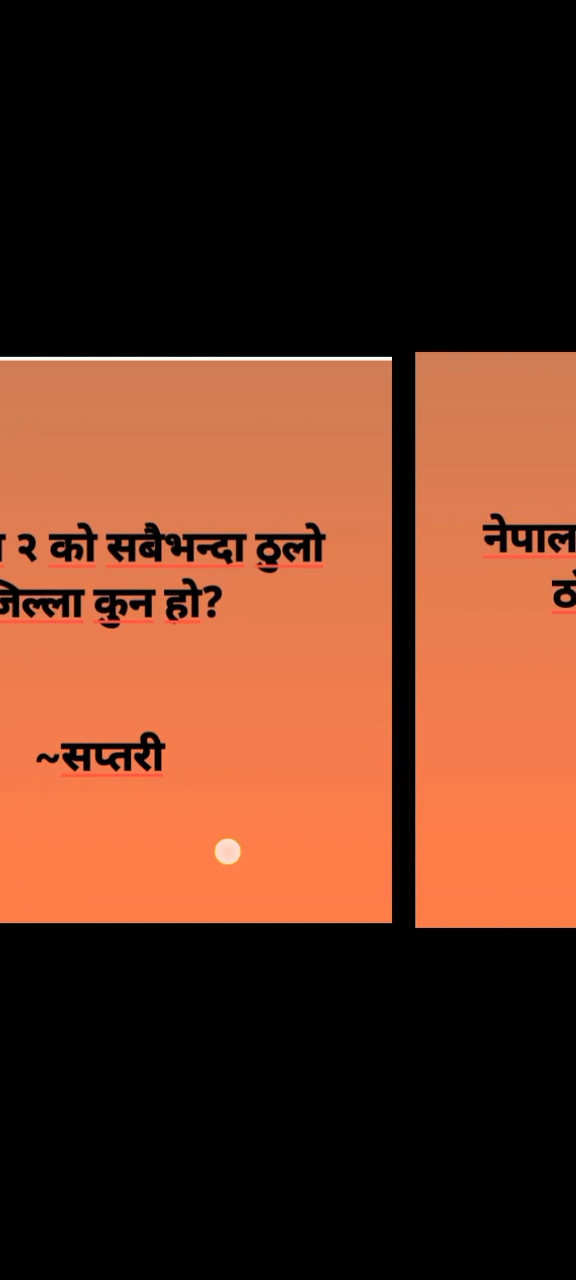 २ को सबैभन्दा ठुलो
जिल्ला कुन हो?
~सप्तरी
नेपाल